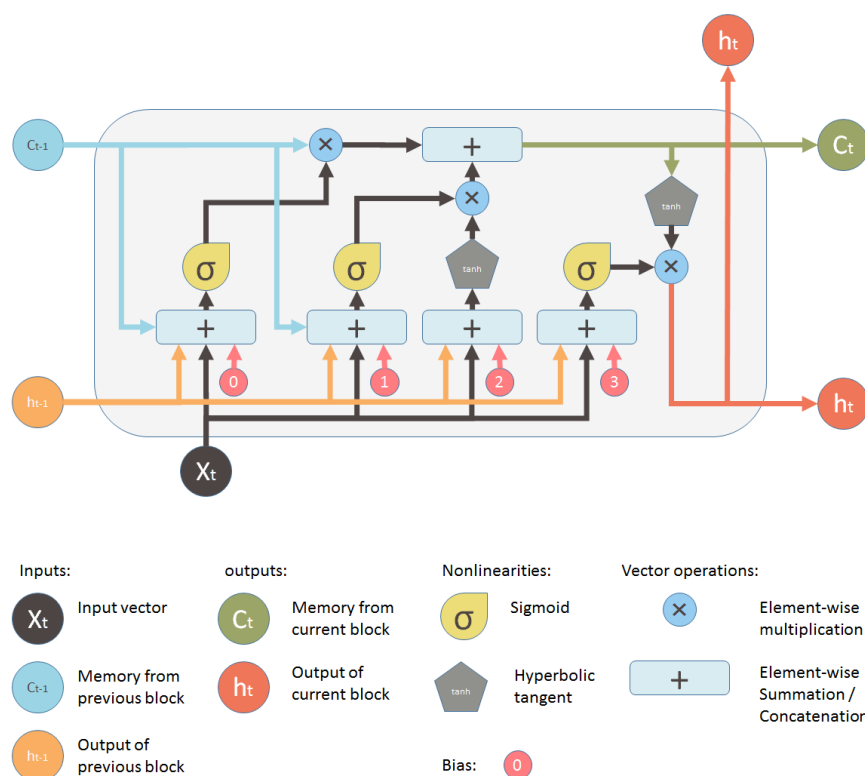 ht
Ct-1
×
+
Ct
tanh
×
σ
σ
tanh
σ
×
+
+
+
+
0
1
2
3
ht-1
ht
Xt
Inputs:
outputs:
Nonlinearities:
Vector operations:
Xt
Input vector
Ct
Memory from
current block
σ
Sigmoid
×
Element-wise
multiplication
Ct-1
Memory from
previous block
ht
Output of
current block
tanh
Hyperbolic
tangent
+
Element-wise
Summation /
Concatenation
ht-1
Output of
previous block
Bias:
0